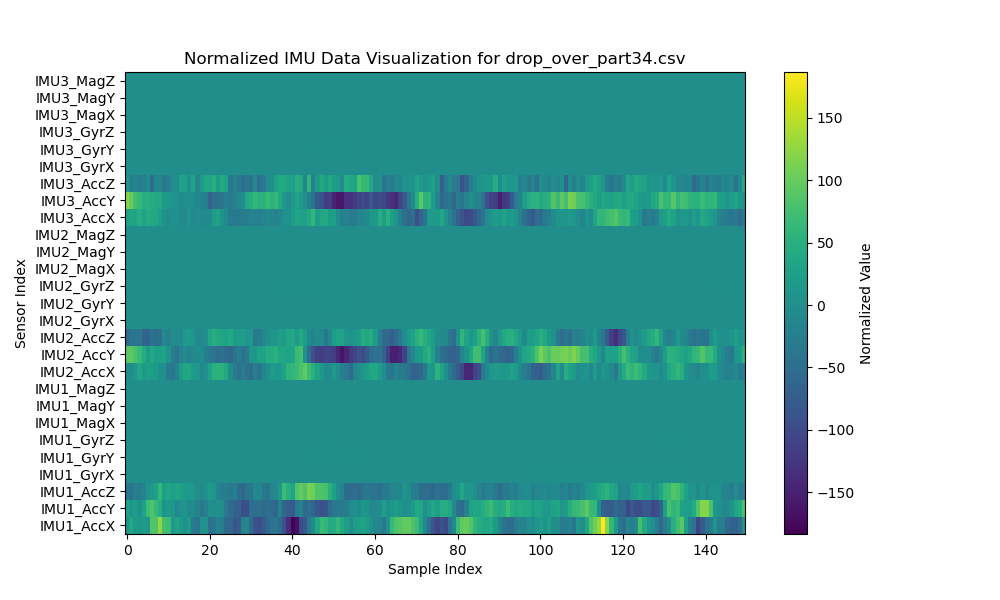 Normalized IMU Data Visualization for drop_over_part34.csv
IMU3_MagZ
IMU3_MagY
IMU3_MagX
IMU3_GyrZ
IMU3_GyrY
IMU3_GyrX
IMU3_AccZ
IMU3_AccY
IMU3_AccX
IMU2_MagZ
IMU2_MagY
IMU2_MagX
IMU2_GyrZ
IMU2_GyrY
IMU2_GyrX
IMU2_AccZ
IMU2_AccY
IMU2_AccX
IMU1_MagZ
IMU1_MagY
IMU1_MagX
IMU1_GyrZ
IMU1_GyrY
IMU1_GyrX
IMU1_AccZ
IMU1_AccY
IMU1_AccX
Sensor Index
0 20 40 60 80 100 120 140
Sample Index
150
100
50
0
−50
−100
−150
Normalized Value